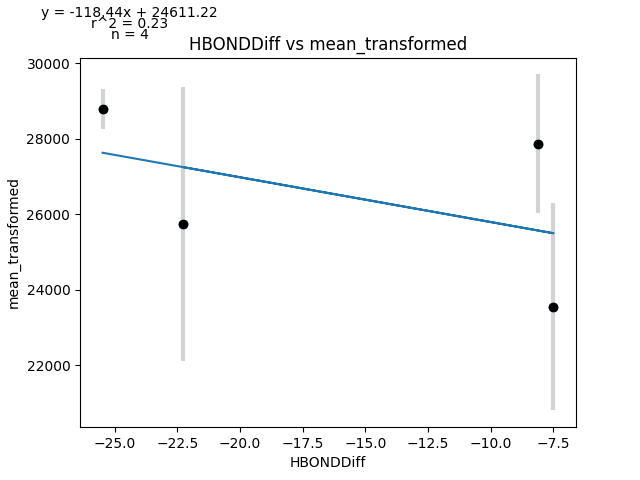 y = -118.44x + 24611.22
r^2 = 0.23
n = 4
HBONDDiff vs mean_transformed
30000
28000
26000
24000
22000
mean_transformed
−25.0 −22.5 −20.0 −17.5 −15.0 −12.5 −10.0 −7.5
HBONDDiff